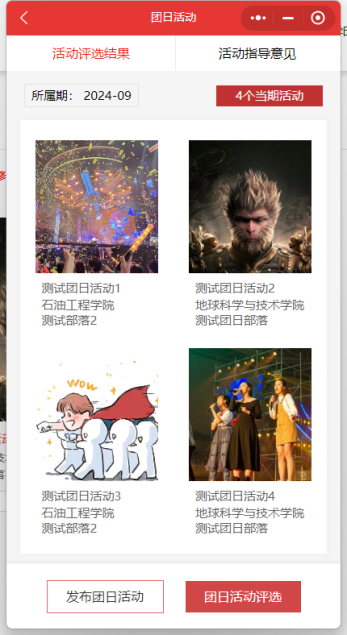 团日活动
活动评选结果
活动指导意见
所属期： 2024-09
4个当期活动
测试团日活动1
石油工程学院
测试部落2
测试团日活动2
地球科学与技术学院
测试团日部落
WOW
测试团日活动3
石油工程学院
测试部落2
测试团日活动4
地球科学与技术学院
测试团日部落
发布团日活动
团日活动评选